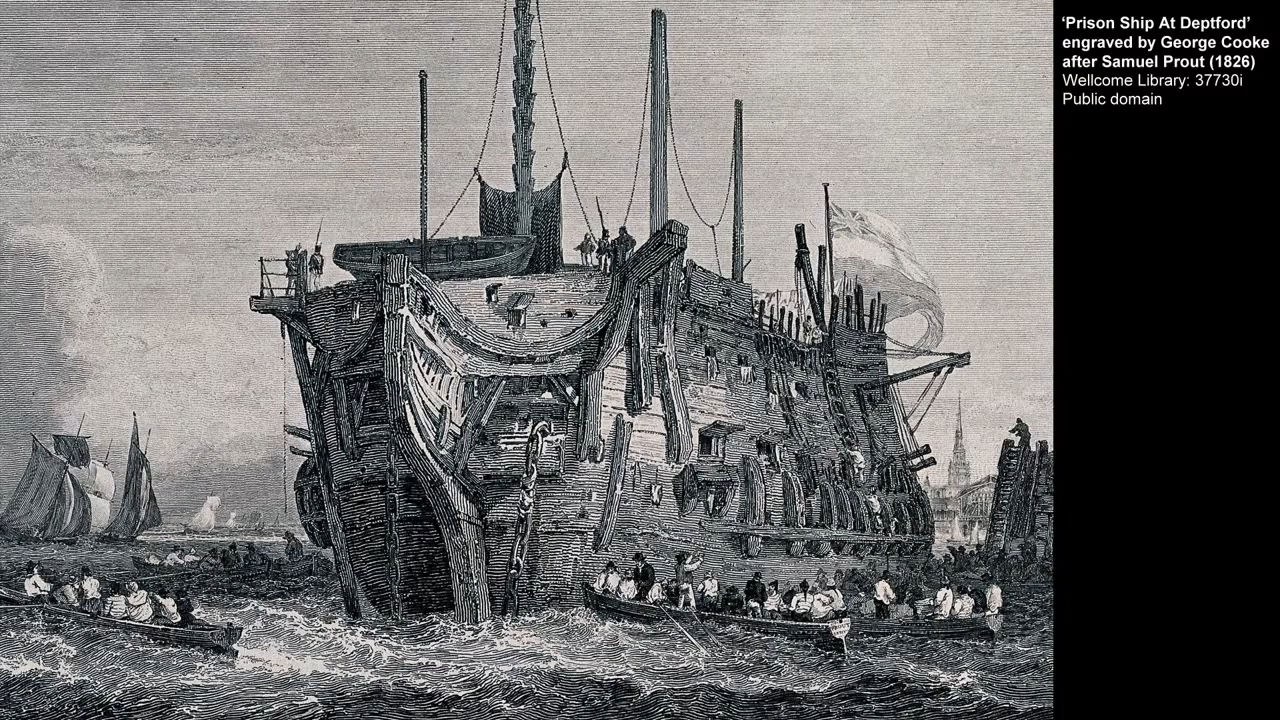 ‘Prison Ship At Deptford’
engraved by George Cooke
after Samuel Prout (1826)
Wellcome Library: 37730i
Public domain